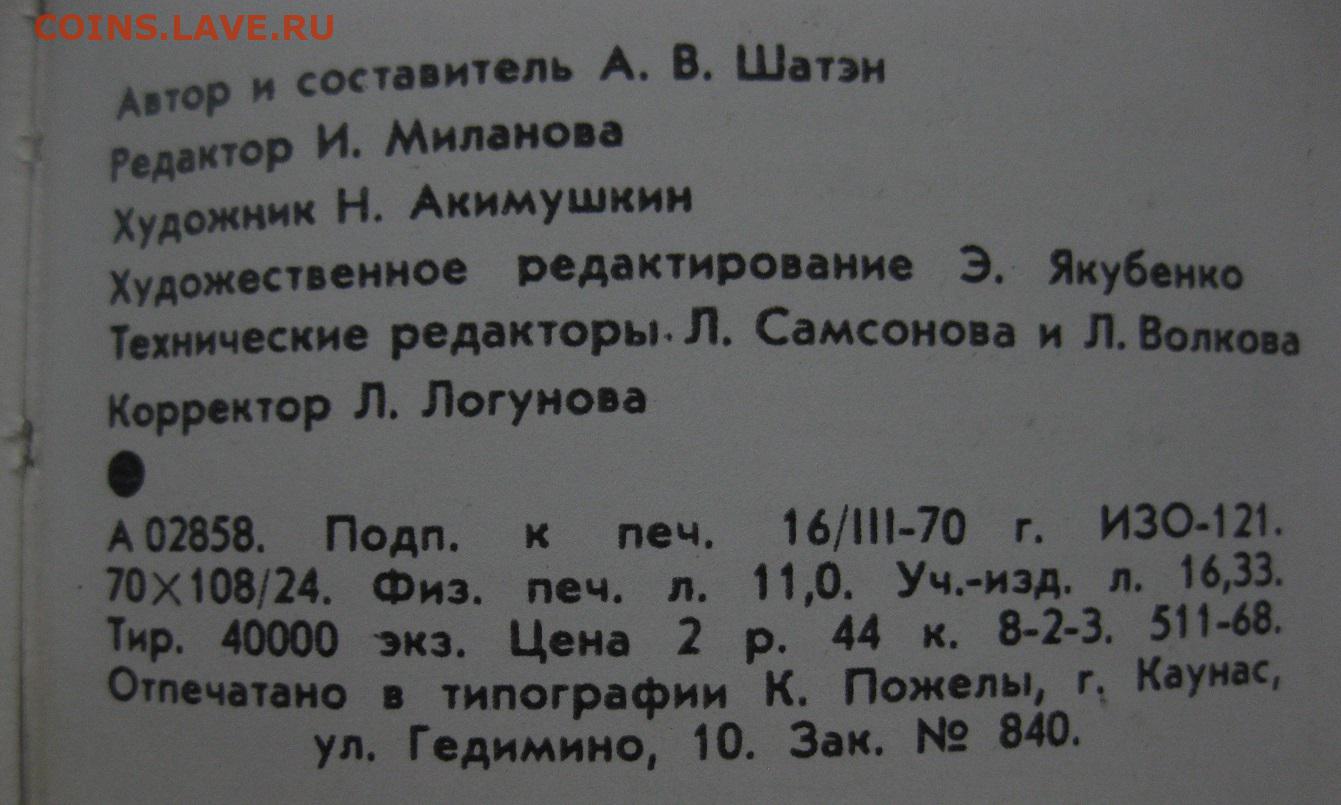 COINS.LAVE.RU
Автор и составитель А. В. Шатэн
Редактор И. Миланова
Художник Н. Акимушкин
Художественное редактирование Э. Якубенко
Технические редакторы Л. Самсонова и Л. Волкова
Корректор Л. Логунова
А 02858. Подп. к печ. 16/III-70 г. ИЗО-121.
70×108/24. Физ. печ. л. 11,0. Уч.-изд. л. 16,33.
Тир. 40000 экз. Цена 2 р. 44 к. 8-2-3. 511-68.
Отпечатано в типографии К. Пожелы, г. Каунас,
ул. Гедимино, 10. Зак. № 840.